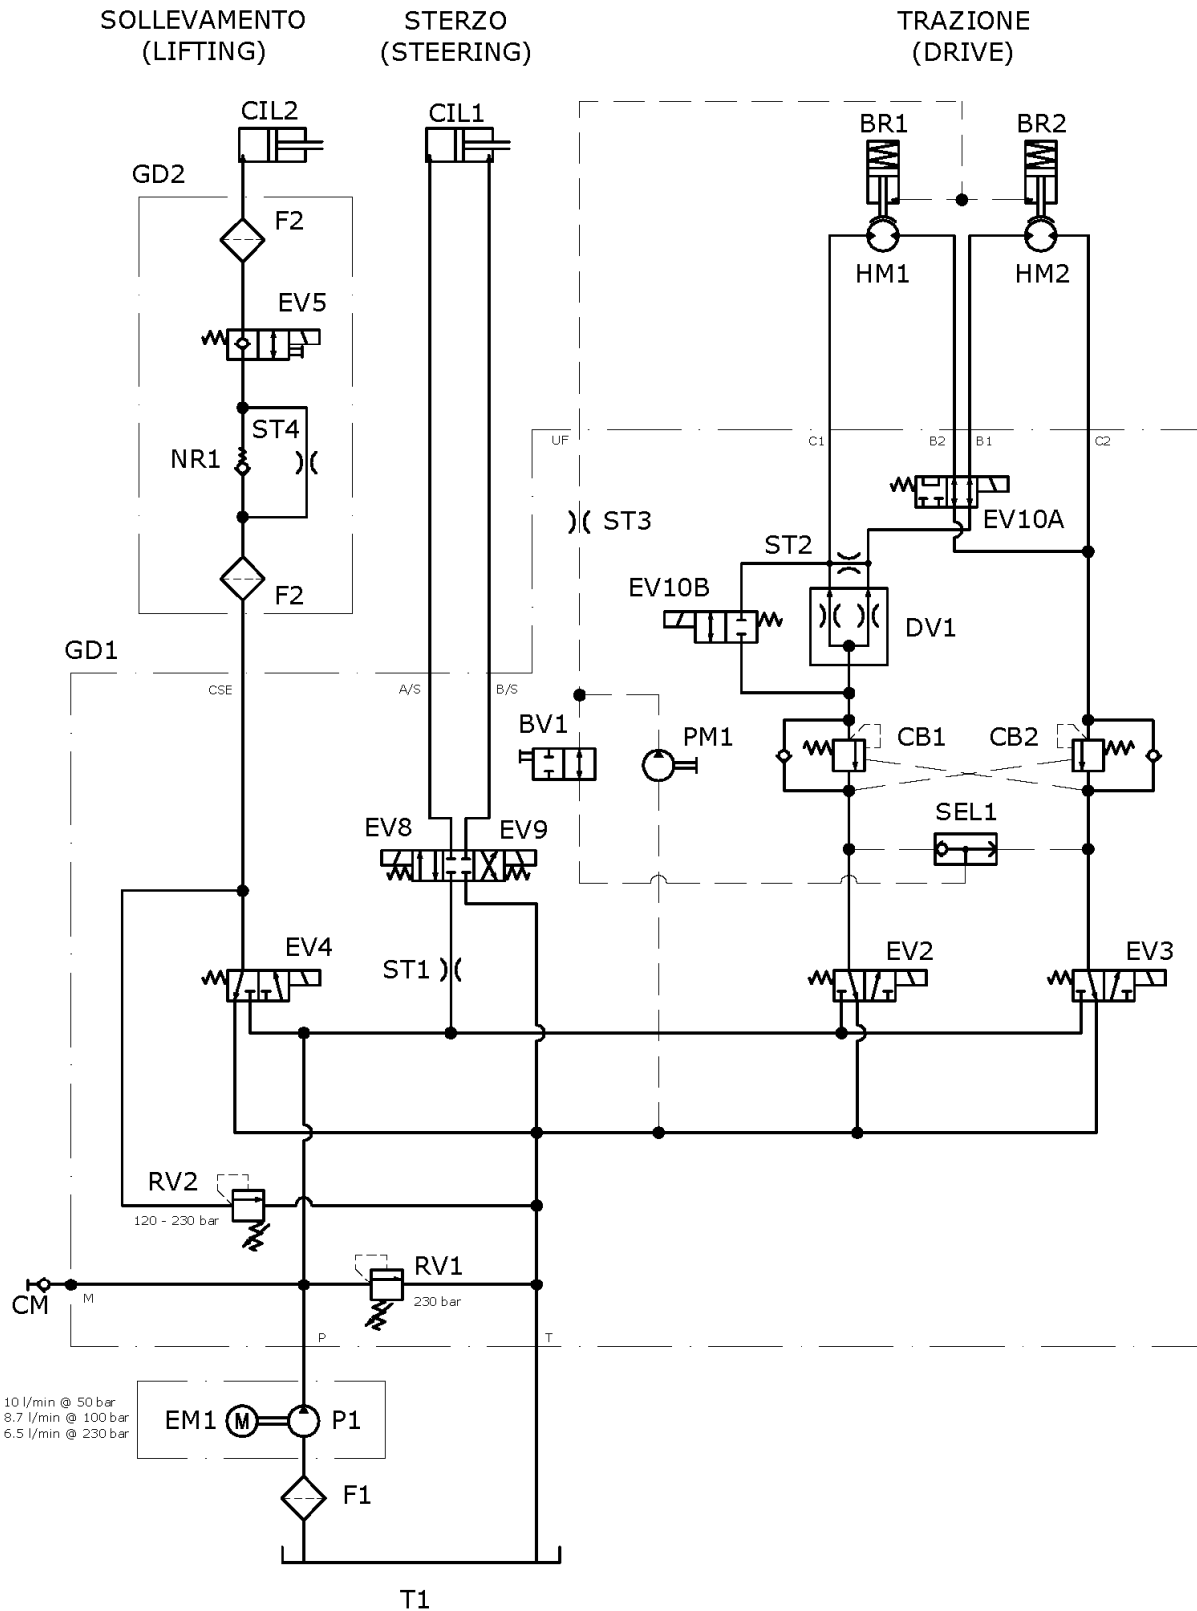 SOLLEVAMENTO
(LIFTING)
STERZO
(STEERING)
TRAZIONE
(DRIVE)
CIL2
CIL1
BR1
BR2
GD2
F2
HM1
HM2
EV5
ST4
NR1
UF
C1
B2
B1
C2
ST3
EV10A
ST2
EV10B
F2
DV1
GD1
CSE
A/S
B/S
BV1
PM1
CB1
CB2
SEL1
EV8
EV9
EV4
ST1
EV2
EV3
RV2
120 - 230 bar
RV1
230 bar
CM
M
P
T
10 l/min @ 50 bar
8.7 l/min @ 100 bar
6.5 l/min @ 230 bar
EM1
M
P1
F1
T1